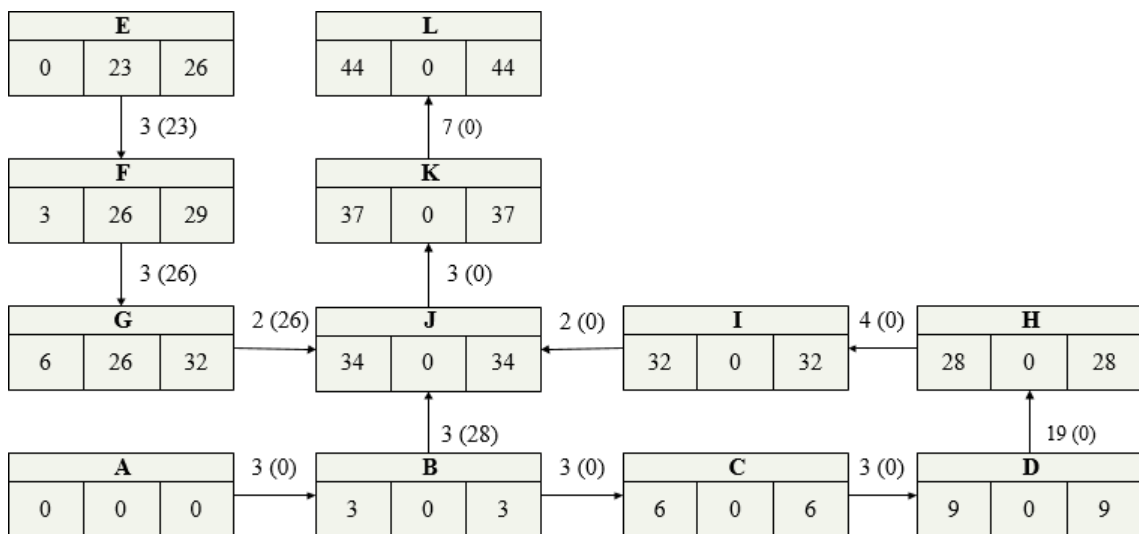 E L
0 23 26 44 0 44
3 (23) 7 (0)
F K
3 26 29 37 0 37
3 (26) 3 (0)
G 2 (26) J 2 (0) I 4 (0) H
6 26 32 34 0 34 32 0 32 28 0 28
3 (28) 19 (0)
A 3 (0) B 3 (0) C 3 (0) D
0 0 0 3 0 3 6 0 6 9 0 9